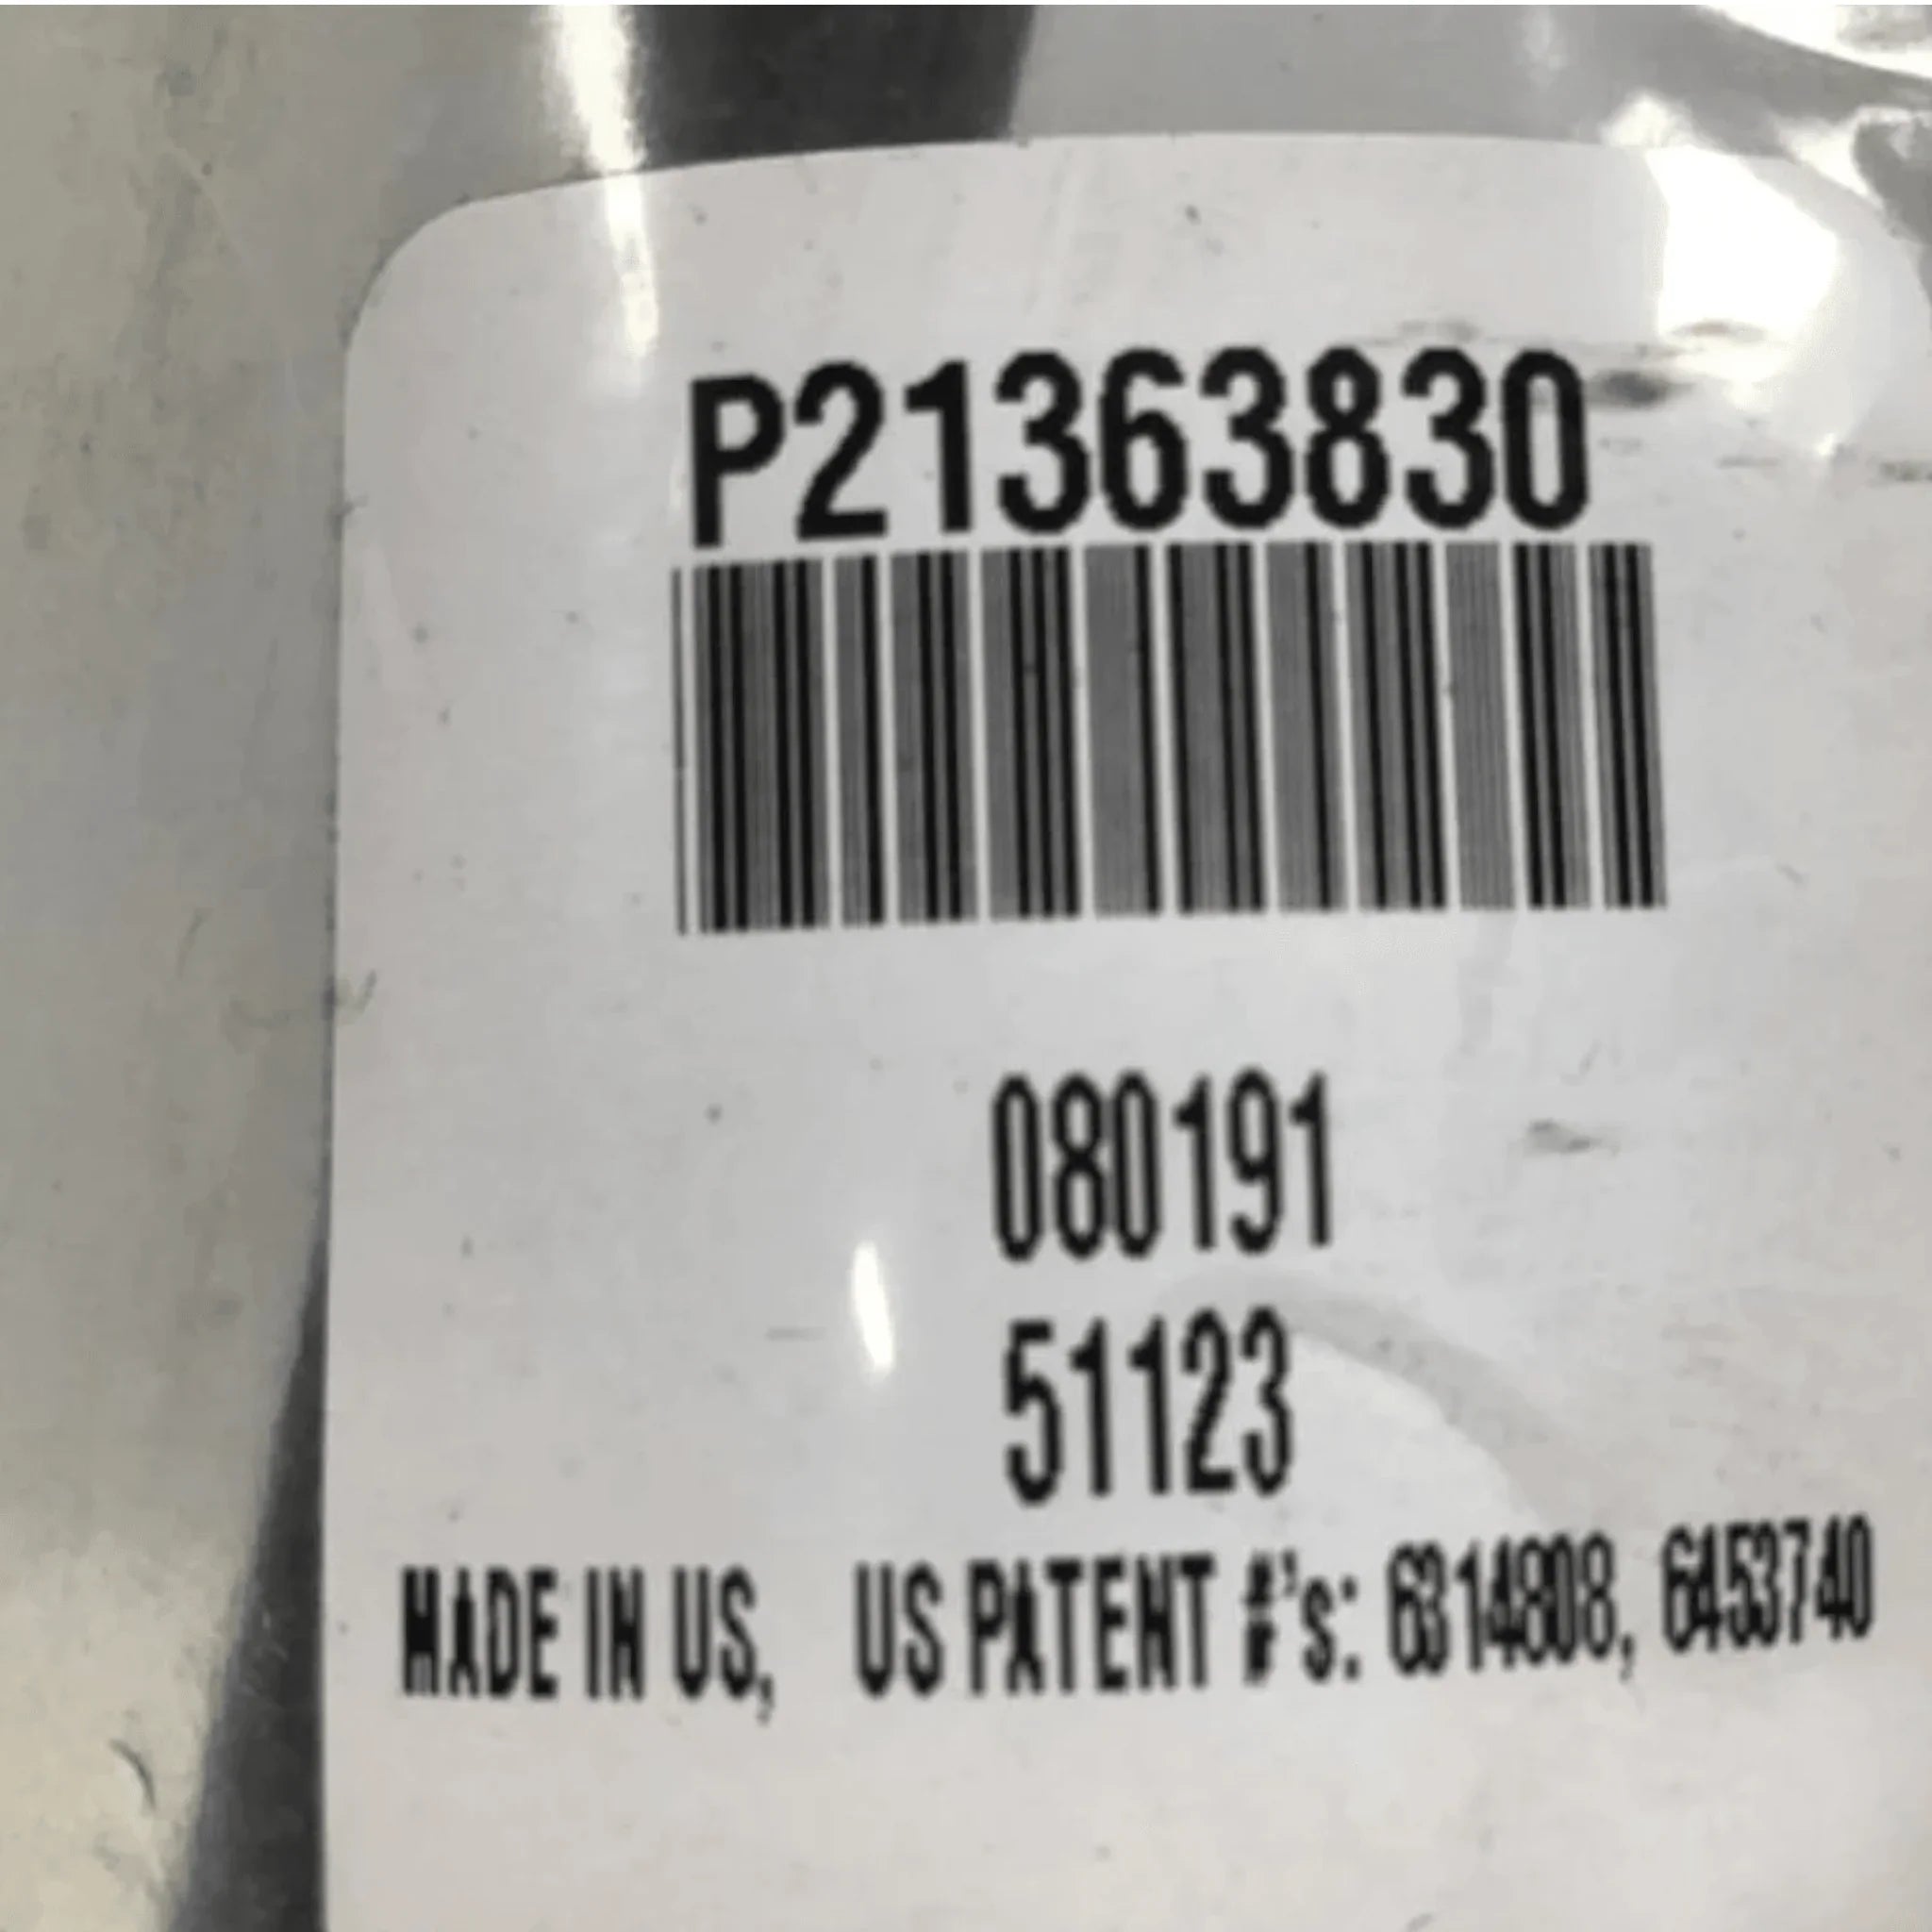 P21363830
080191
51123
MADE IN US, US PATENT #'s: 6314808, 6453740